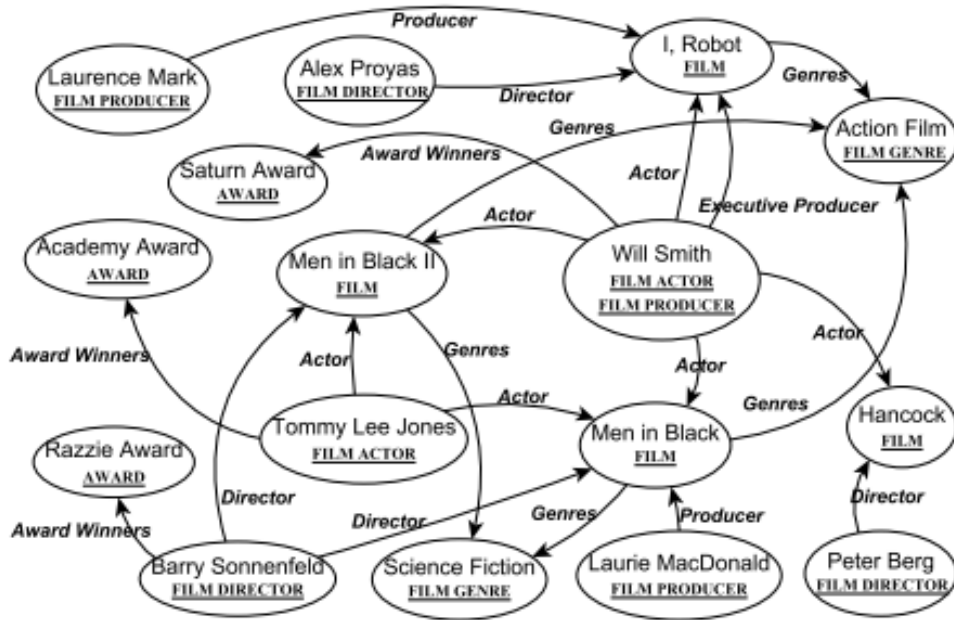 Producer
I, Robot
FILM
Laurence Mark
FILM PRODUCER
Alex Proyas
FILM DIRECTOR
Director
Genres
Genres
Action Film
FILM GENRE
Saturn Award
AWARD
Award Winners
Actor
Executive Producer
Academy Award
AWARD
Men in Black II
FILM
Actor
Will Smith
FILM ACTOR
FILM PRODUCER
Award Winners
Actor
Genres
Actor
Actor
Tommy Lee Jones
FILM ACTOR
Actor
Men in Black
FILM
Genres
Hancock
FILM
Razzie Award
AWARD
Award Winners
Director
Director
Genres
Producer
Director
Barry Sonnenfeld
FILM DIRECTOR
Science Fiction
FILM GENRE
Laurie MacDonald
FILM PRODUCER
Peter Berg
FILM DIRECTOR